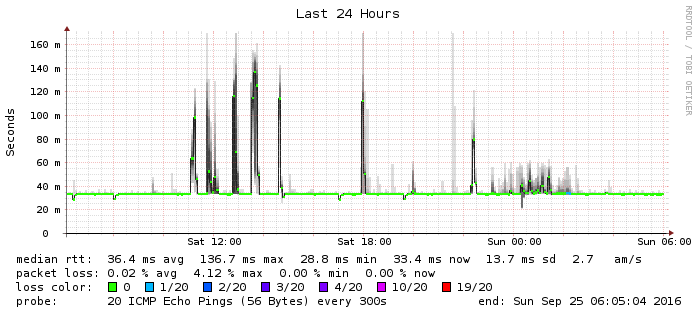 Last 24 Hours
RRDTOOL / TOBI OETIKER
Seconds
160 m
140 m
120 m
100 m
80 m
60 m
40 m
20 m
0
Sat 12:00 Sat 18:00 Sun 00:00 Sun 06:00
median rtt: 36.4 ms avg 136.7 ms max 28.8 ms min 33.4 ms now 13.7 ms sd 2.7 am/s
packet loss: 0.02 % avg 4.12 % max 0.00 % min 0.00 % now
loss color: 0 1/20 2/20 3/20 4/20 10/20 19/20
probe: 20 ICMP Echo Pings (56 Bytes) every 300s end: Sun Sep 25 06:05:04 2016